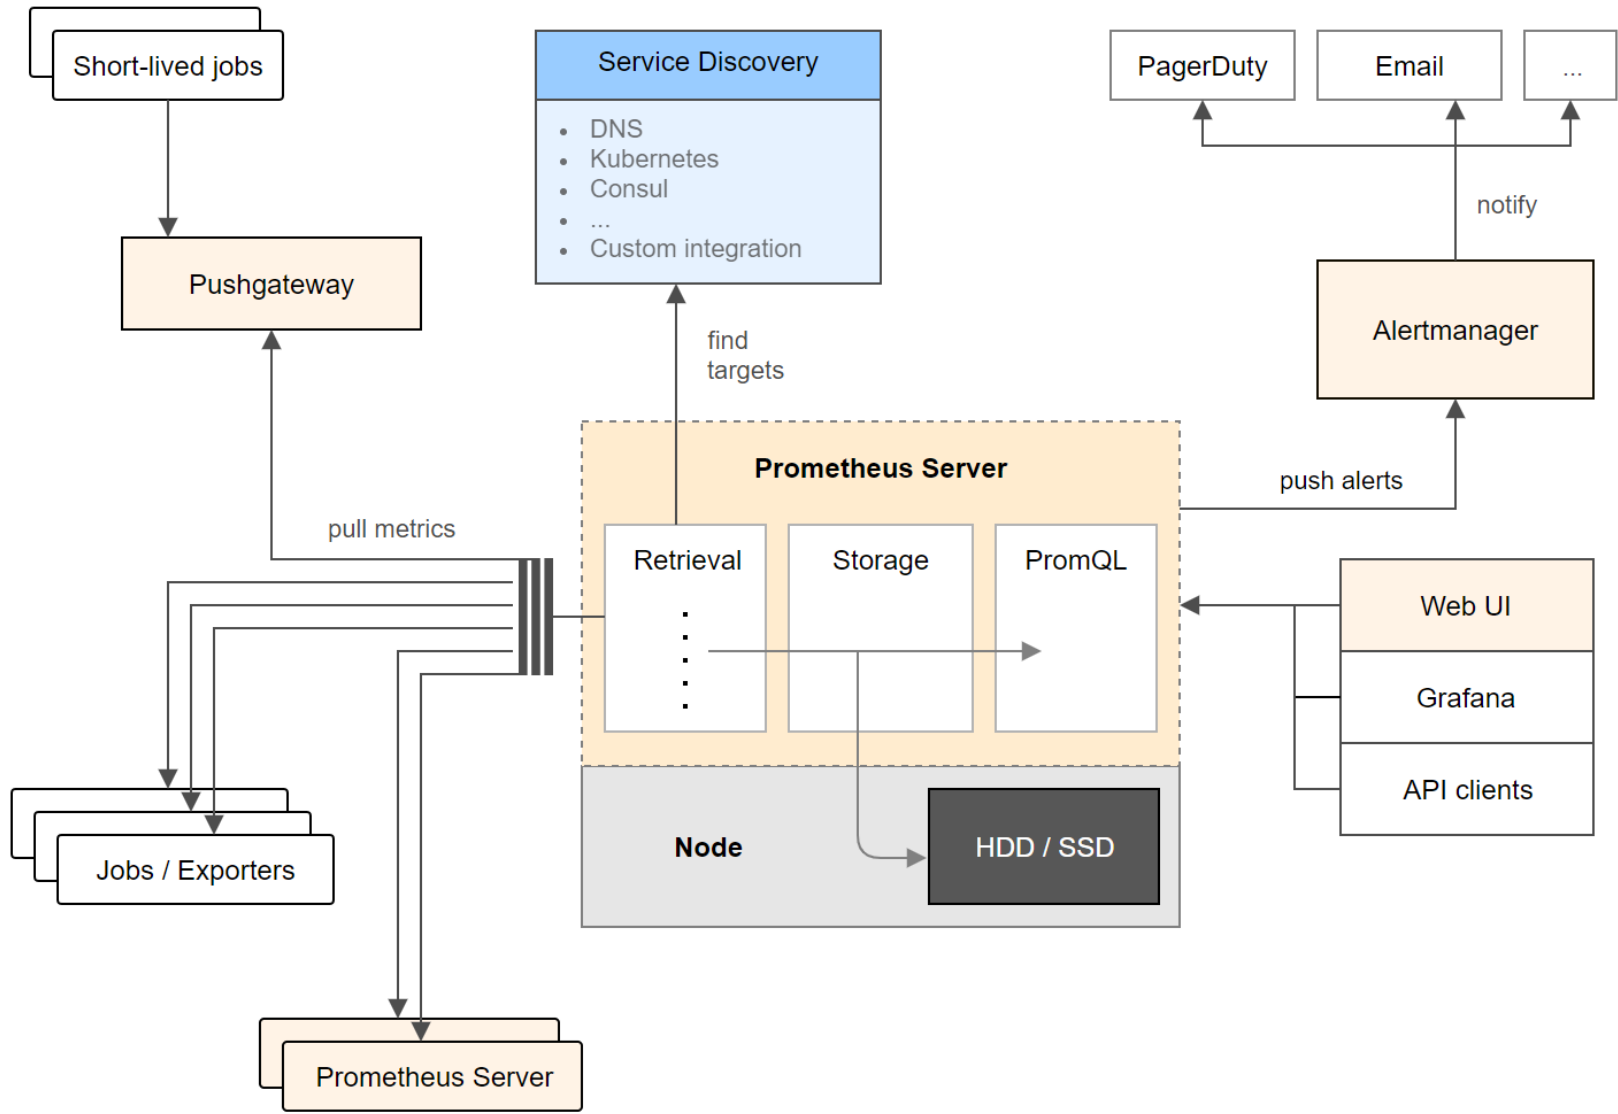 Short-lived jobs
Service Discovery
DNS
Kubernetes
Consul
...
Custom integration
PagerDuty
Email
...
notify
Pushgateway
Alertmanager
find
targets
Prometheus Server
push alerts
pull metrics
Retrieval
Storage
PromQL
Web UI
Grafana
API clients
Node
HDD / SSD
Jobs / Exporters
Prometheus Server